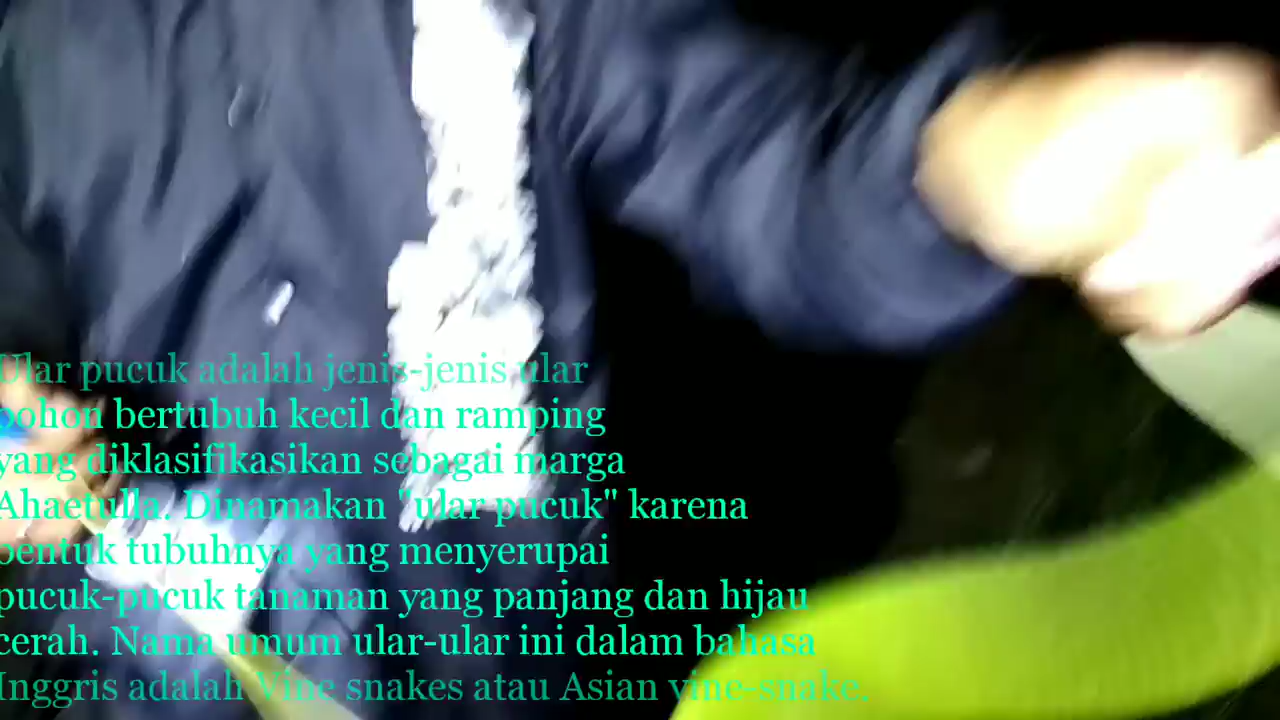 Ular pucuk adalah jenis-jenis ular
pohon bertubuh kecil dan ramping
yang diklasifikasikan sebagai marga
Ahaetulla. Dinamakan "ular pucuk" karena
bentuk tubuhnya yang menyerupai
pucuk-pucuk tanaman yang panjang dan hijau
cerah. Nama umum ular-ular ini dalam bahasa
Inggris adalah Vine snakes atau Asian vine-snake.